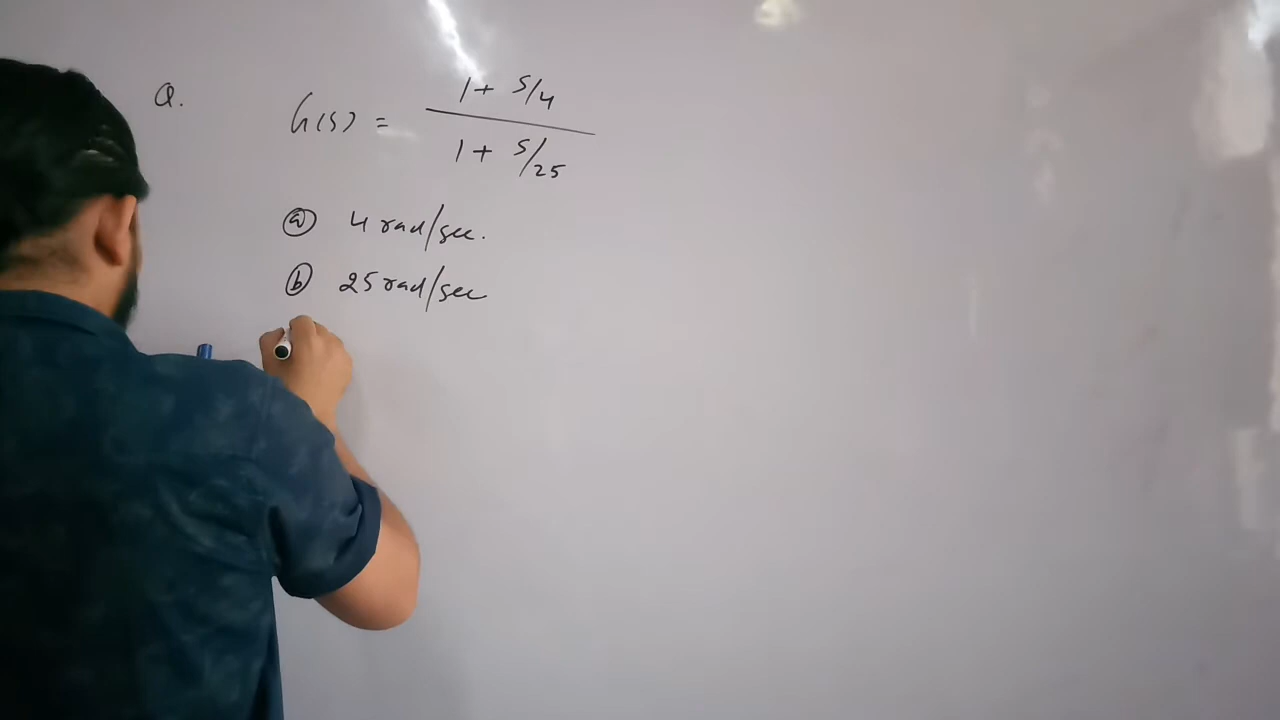 Q. G(s) = (1 + s/4) / (1 + s/25)
(a) 4 rad/sec.
(b) 25 rad/sec